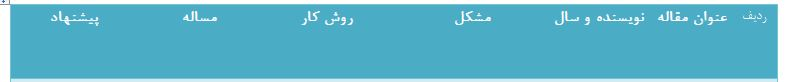 ردیف عنوان مقاله نویسنده و سال مشکل روش کار مساله پیشنهاد